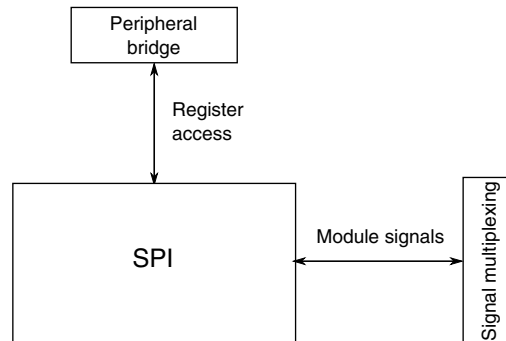 Peripheral
bridge
Register
access
SPI
Module signals
Signal multiplexing